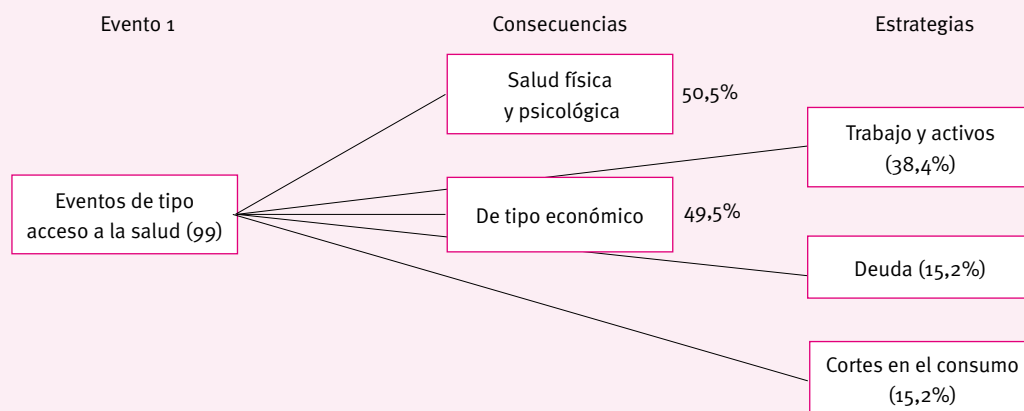 Evento 1
Consecuencias
Estrategias
Salud física
y psicológica
50,5%
Trabajo y activos
(38,4%)
Eventos de tipo
acceso a la salud (99)
De tipo económico
49,5%
Deuda (15,2%)
Cortes en el consumo
(15,2%)